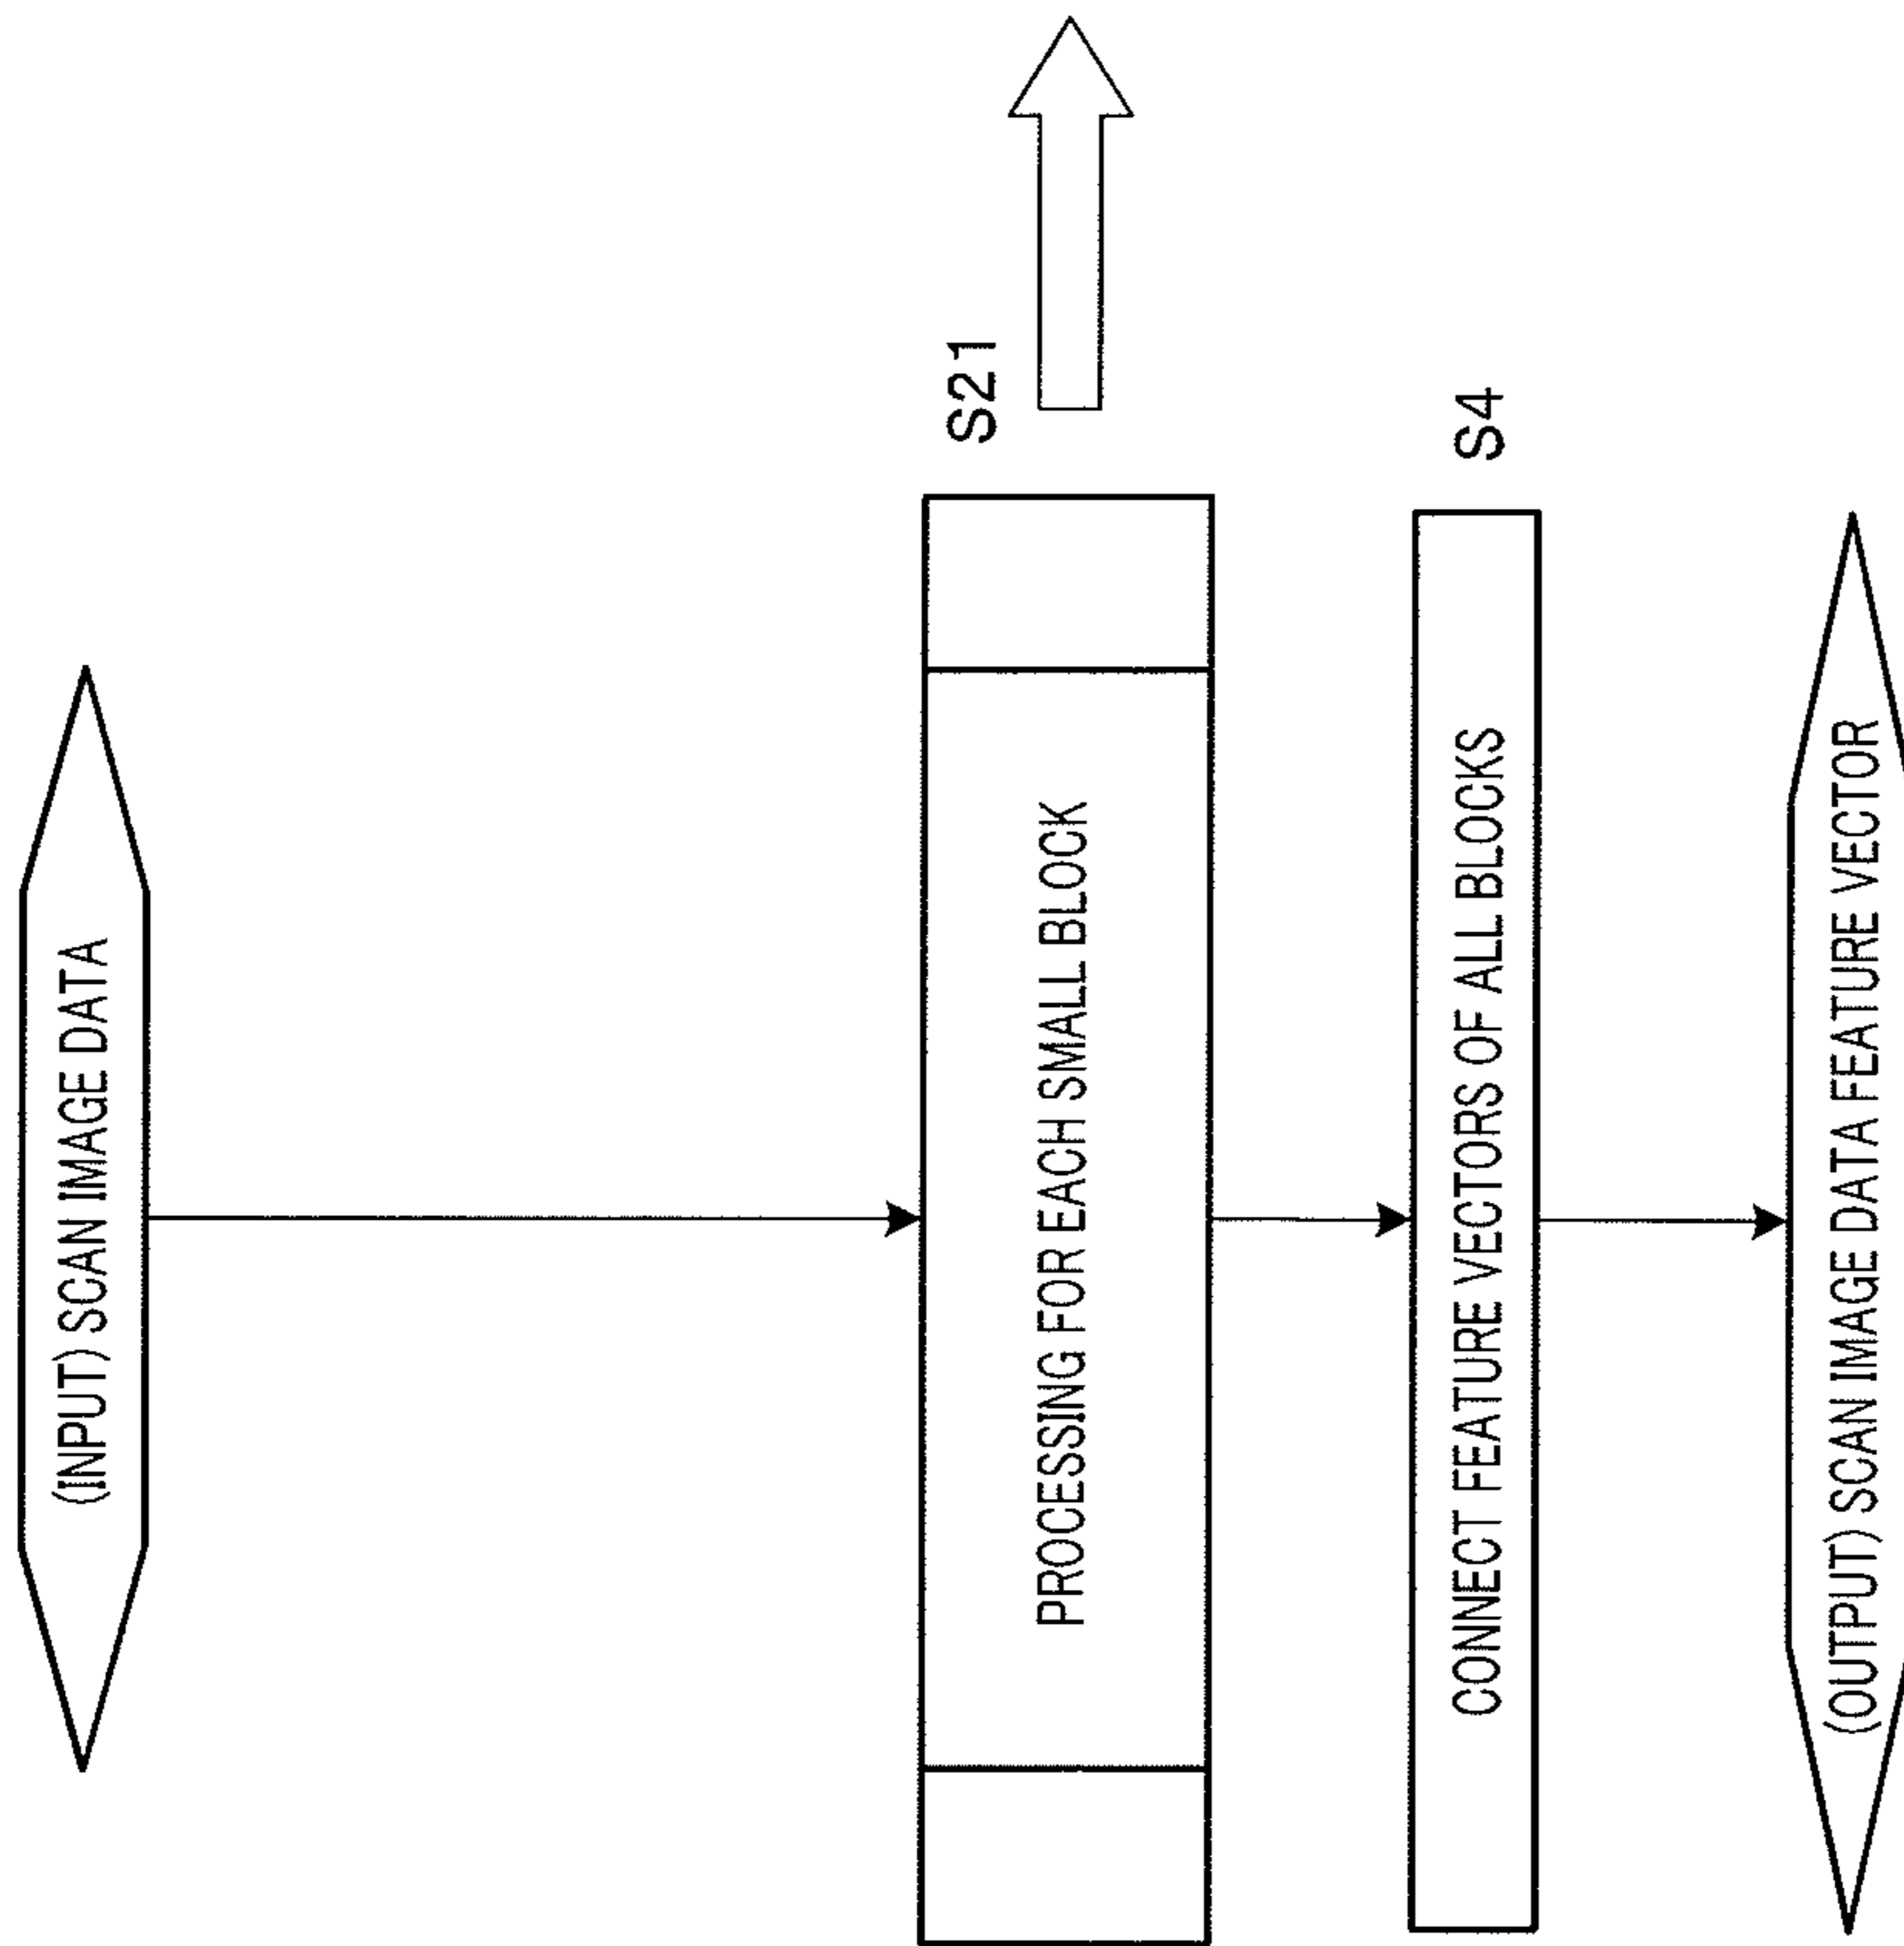 (INPUT) SCAN IMAGE DATA
PROCESSING FOR EACH SMALL BLOCK
S21
CONNECT FEATURE VECTORS OF ALL BLOCKS
S4
(OUTPUT) SCAN IMAGE DATA FEATURE VECTOR